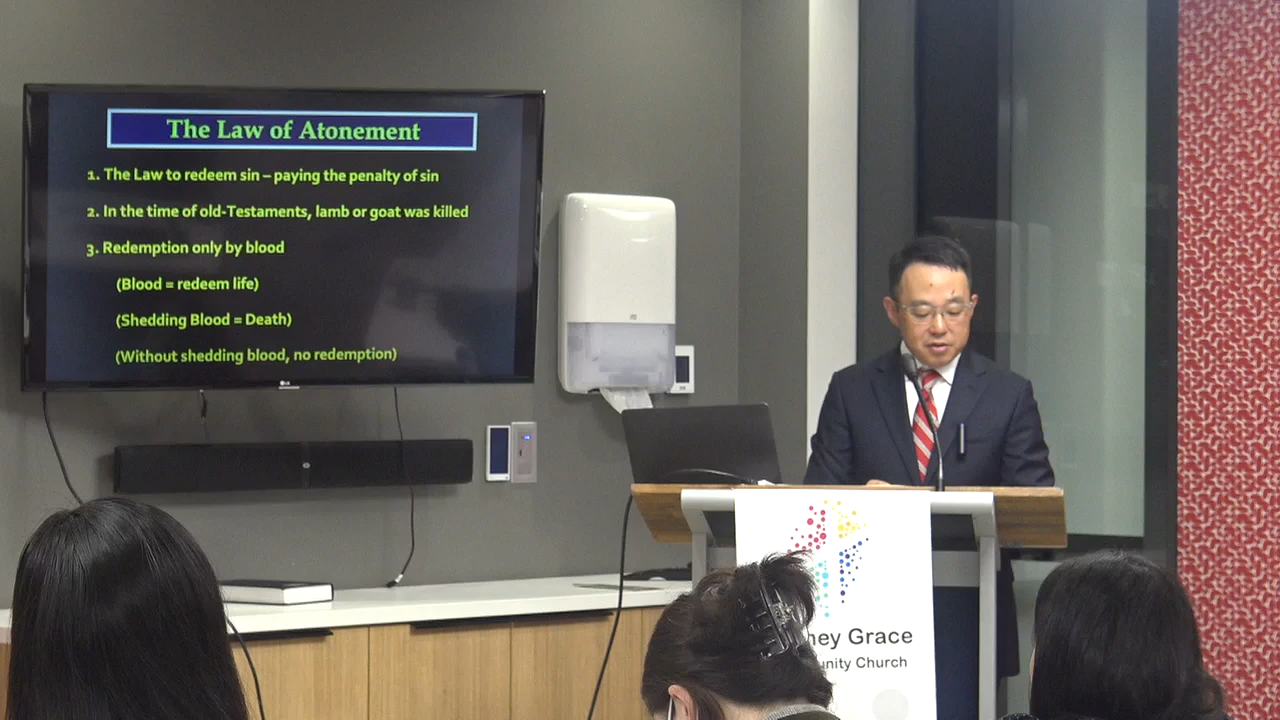 The Law of Atonement
1. The Law to redeem sin – paying the penalty of sin
2. In the time of old-Testaments, lamb or goat was killed
3. Redemption only by blood
(Blood = redeem life)
(Shedding Blood = Death)
(Without shedding blood, no redemption)
LG
ney Grace
unity Church